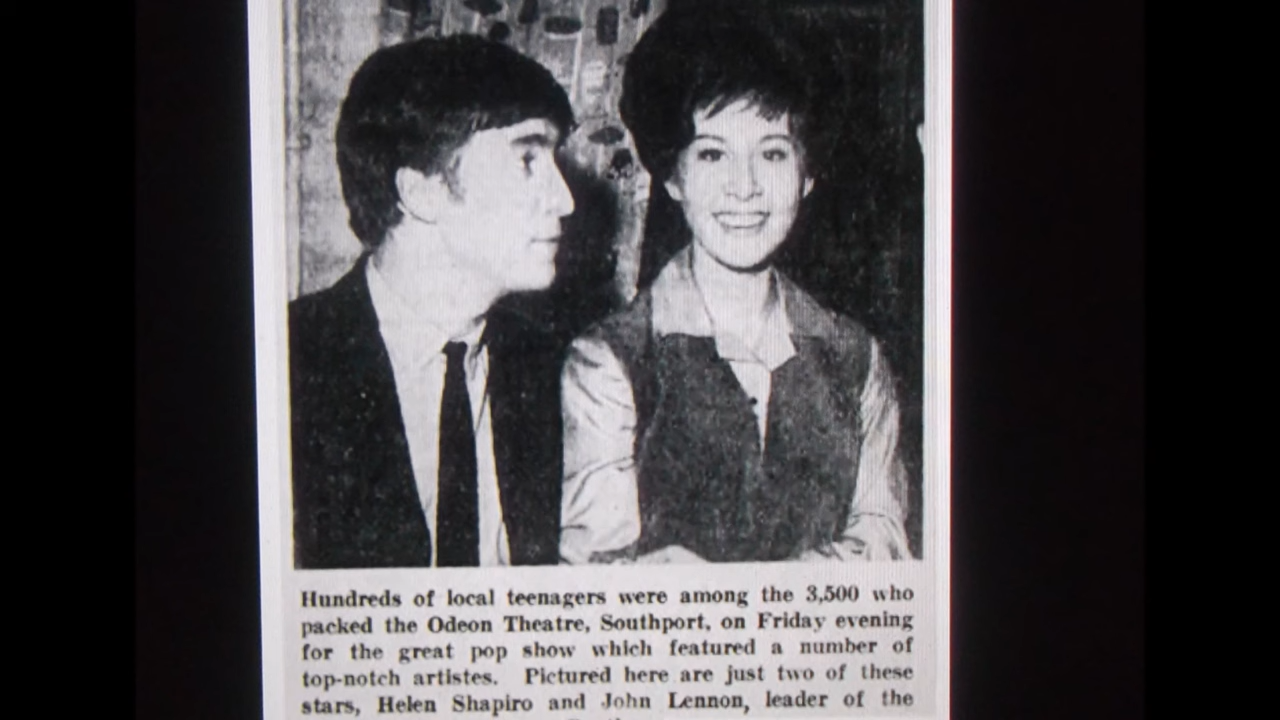 Hundreds of local teenagers were among the 3,500 who
packed the Odeon Theatre, Southport, on Friday evening
for the great pop show which featured a number of
top-notch artistes. Pictured here are just two of these
stars, Helen Shapiro and John Lennon, leader of the